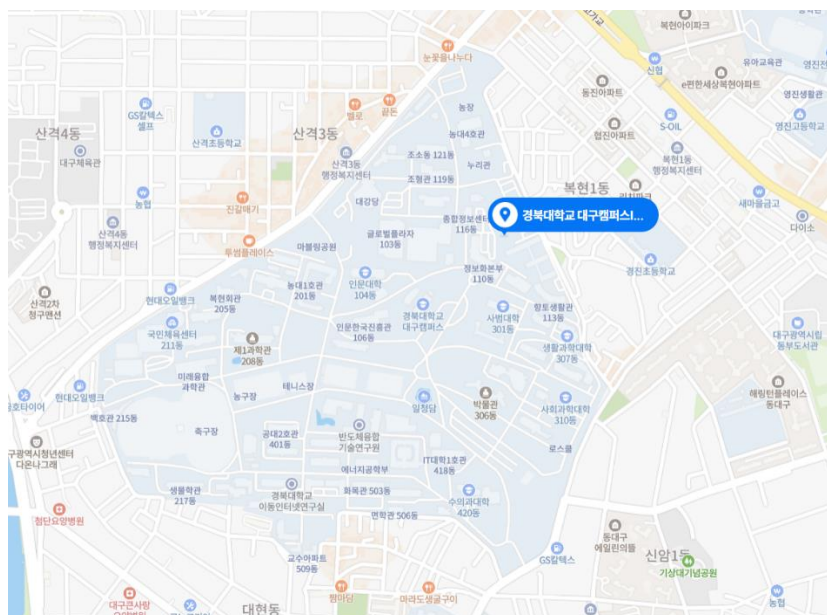 복현아이파크
눈꽃을나누다
신협
유아교육관
e편한세상복현아파트
동진아파트
영진생활관
농장
GS칼텍스
셀프
벨로
끝돈
S-OIL
협진아파트
영진고등학교
산격4동
대구체육관
산격초등학교
산격3동
농대4호관
산격3동
행정복지센터
조소동 121동
누리관
복현1동
행정복지센터
조형관 119동
복현1동
농협
진갈매기
대강당
새마을금고
경북대학교 대구캠퍼스I...
종합정보센터
116동
다이소
산격4동
행정복지센터
글로벌플라자
103동
투썸플레이스
마블링공원
경진초등학교
정보화본부
110동
농대1호관
201동
인문대학
104동
현대오일뱅크
복현회관
205동
산격2차
청구맨션
경북대학교
대구캠퍼스
사범대학
301동
향토생활관
113동
국민체육센터
211동
인문한국진흥관
106동
제1과학관
208동
생활과학대학
307동
대구광역시립
동부도서관
미래융합
과학관
테니스장
현대오일뱅크
농구장
일청담
박물관
306동
해링턴플레이스
동대구
백호관 215동
사회과학대학
310동
축구장
공대2호관
401동
반도체융합
기술연구원
구광역시청년센터
다온나그래
로스쿨
IT대학1호관
418동
에너지공학부
생물학관
217동
경북대학교
이동인터넷연구실
화목관 503동
수의과대학
420동
첨단요양병원
면학관 506동
동대구
에일린의뜰
교수아파트
509동
GS칼텍스
신암1동
기상대기념공원
대구큰사랑
찜마당
아라도생굴구이
대현동
농협